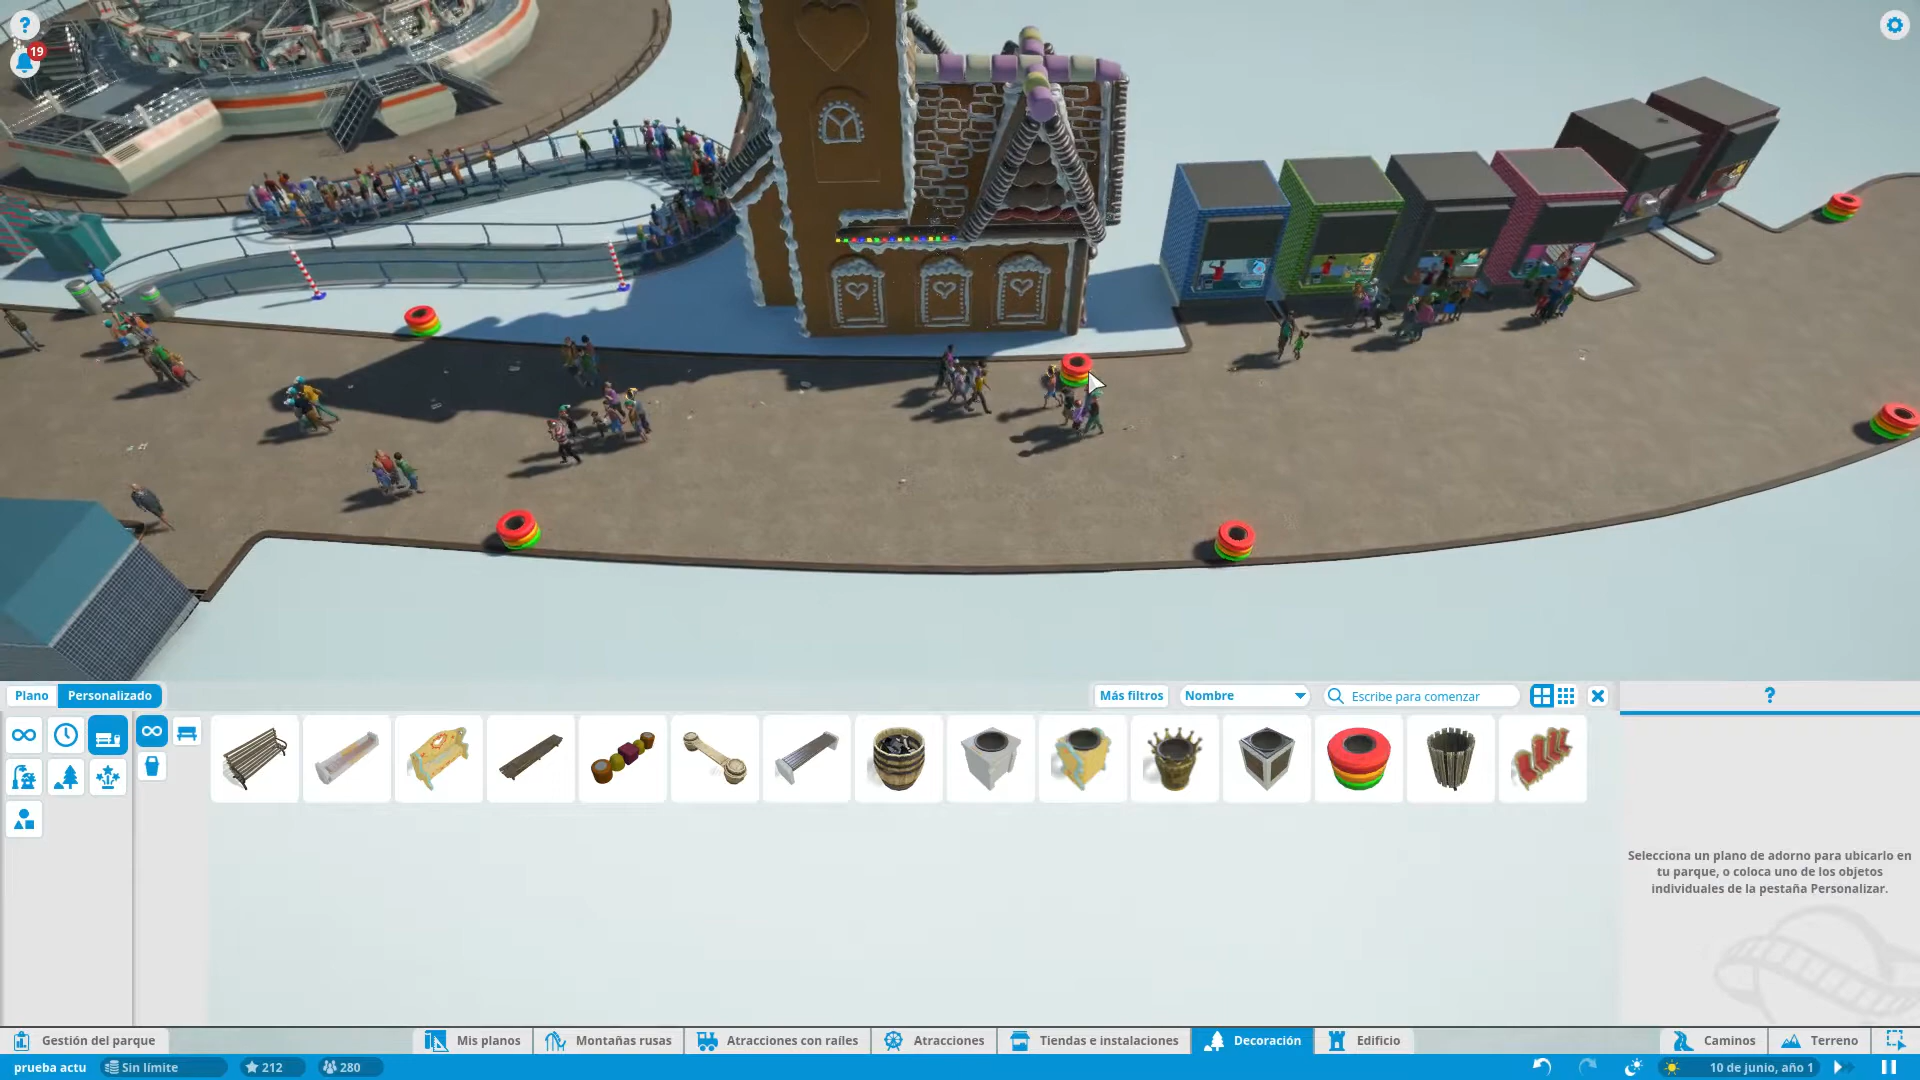 ?
19
Plano
Personalizado
Más filtros
Nombre
Escribe para comenzar
?
Selecciona un plano de adorno para ubicarlo en
tu parque, o coloca uno de los objetos
individuales de la pestaña Personalizar.
Gestión del parque
Mis planos
Montañas rusas
Atracciones con raíles
Atracciones
Tiendas e instalaciones
Decoración
Edificio
Caminos
Terreno
prueba actu
Sin límite
212
280
10 de junio, año 1